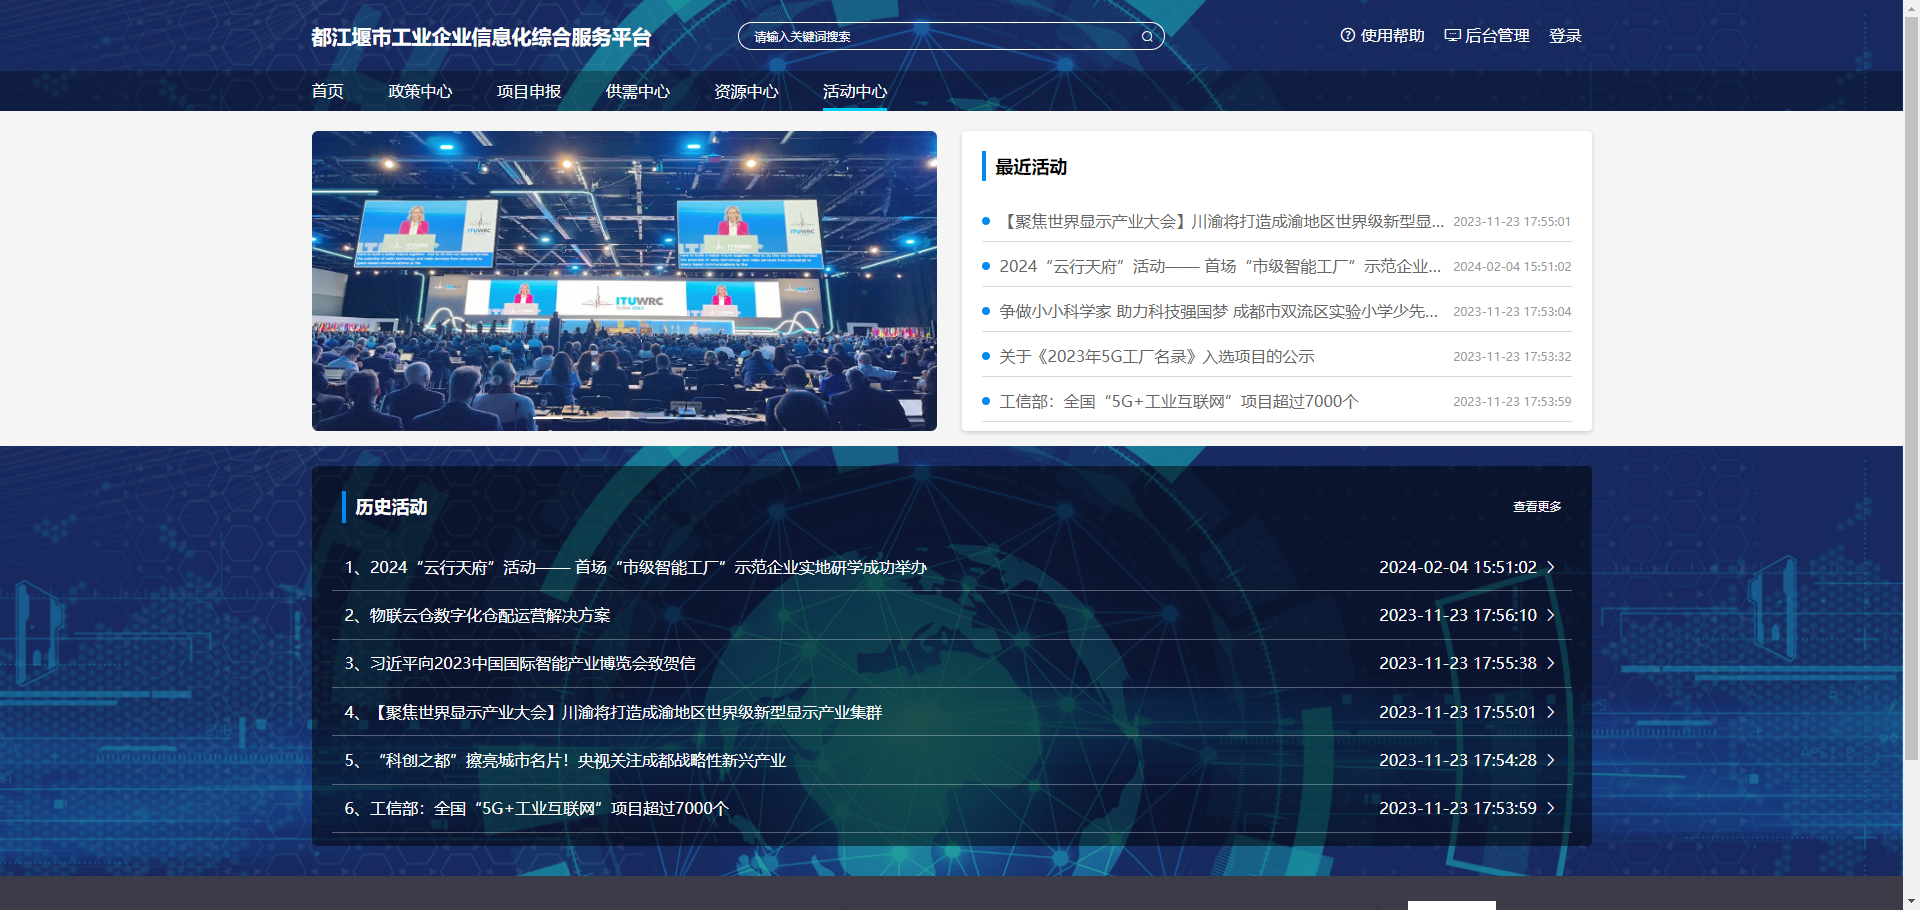 都江堰市工业企业信息化综合服务平台
请输入关键词搜索
使用帮助
后台管理
登录
首页
政策中心
项目申报
供需中心
资源中心
活动中心
ITUWRC
ITUWRC
ITUWRC
最近活动
【聚焦世界显示产业大会】川渝将打造成渝地区世界级新型显... 2023-11-23 17:55:01
2024“云行天府”活动—— 首场“市级智能工厂”示范企业... 2024-02-04 15:51:02
争做小小科学家 助力科技强国梦 成都市双流区实验小学少先... 2023-11-23 17:53:04
关于《2023年5G工厂名录》入选项目的公示 2023-11-23 17:53:32
工信部：全国“5G+工业互联网”项目超过7000个 2023-11-23 17:53:59
历史活动
查看更多
1、2024“云行天府”活动—— 首场“市级智能工厂”示范企业实地研学成功举办 2024-02-04 15:51:02
2、物联云仓数字化仓配运营解决方案 2023-11-23 17:56:10
3、习近平向2023中国国际智能产业博览会致贺信 2023-11-23 17:55:38
4、【聚焦世界显示产业大会】川渝将打造成渝地区世界级新型显示产业集群 2023-11-23 17:55:01
5、“科创之都”擦亮城市名片！央视关注成都战略性新兴产业 2023-11-23 17:54:28
6、工信部：全国“5G+工业互联网”项目超过7000个 2023-11-23 17:53:59